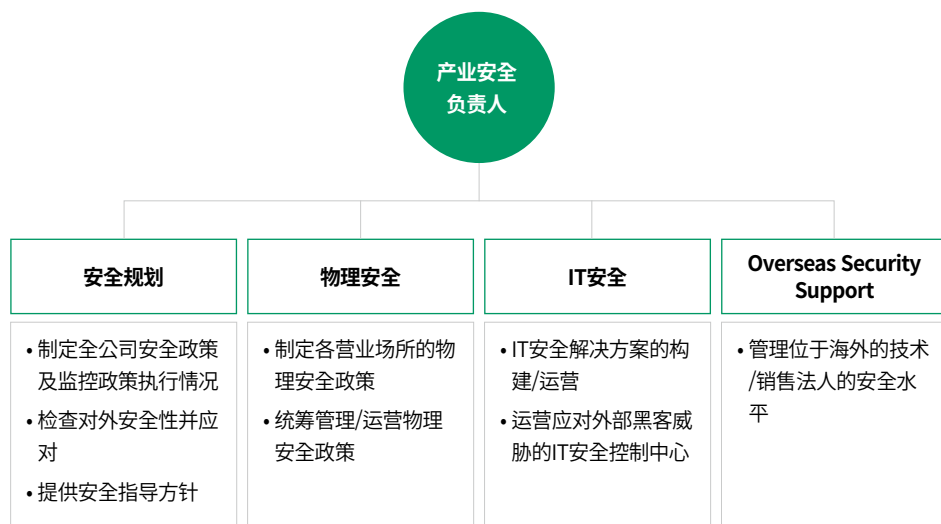 产业安全
负责人
安全规划
• 制定全公司安全政策
及监控政策执行情况
• 检查对外安全性并应
对
• 提供安全指导方针
物理安全
• 制定各营业场所的物
理安全政策
• 统筹管理/运营物理
安全政策
IT安全
• IT安全解决方案的构
建/运营
• 运营应对外部黑客威
胁的IT安全控制中心
Overseas Security
Support
• 管理位于海外的技术
/销售法人的安全水
平